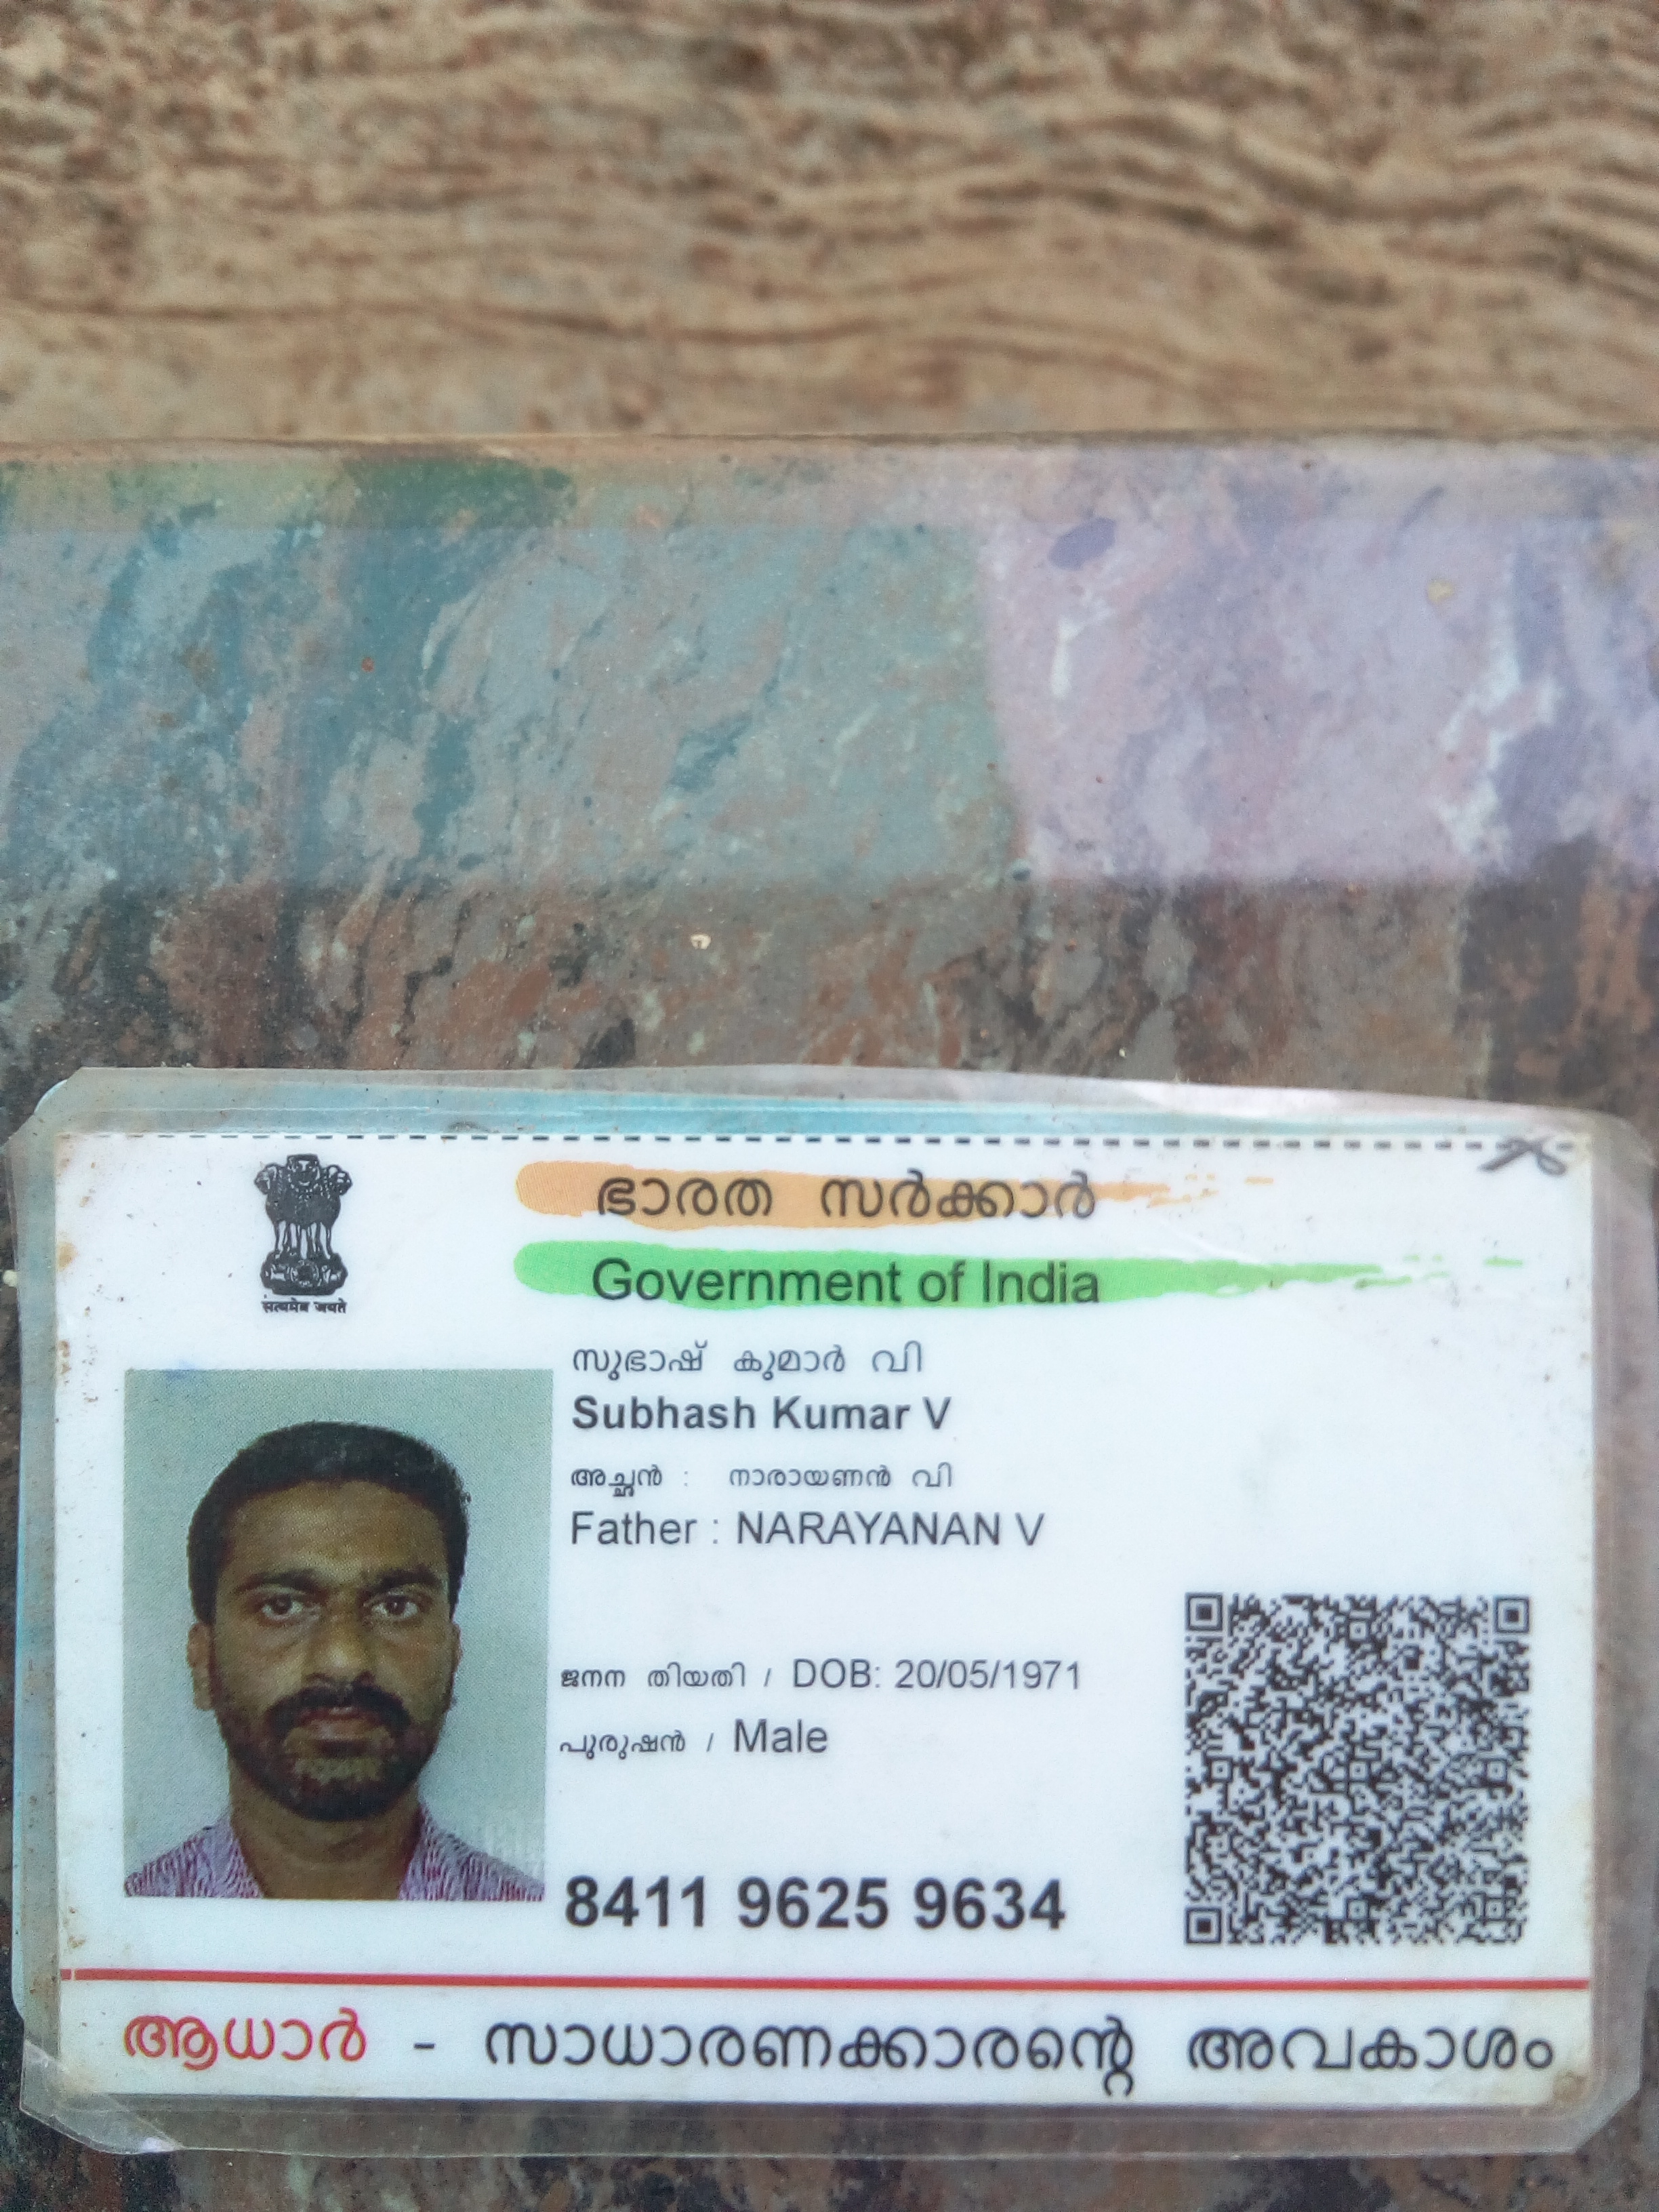 ഭാരത സർക്കാർ
Government of India
सत्यमेव जयते
സുഭാഷ് കുമാർ വി
Subhash Kumar V
അച്ഛൻ : നാരായണൻ വി
Father : NARAYANAN V
ജനന തിയതി / DOB: 20/05/1971
പുരുഷൻ / Male
8411 9625 9634
ആധാർ - സാധാരണക്കാരന്റെ അവകാശം